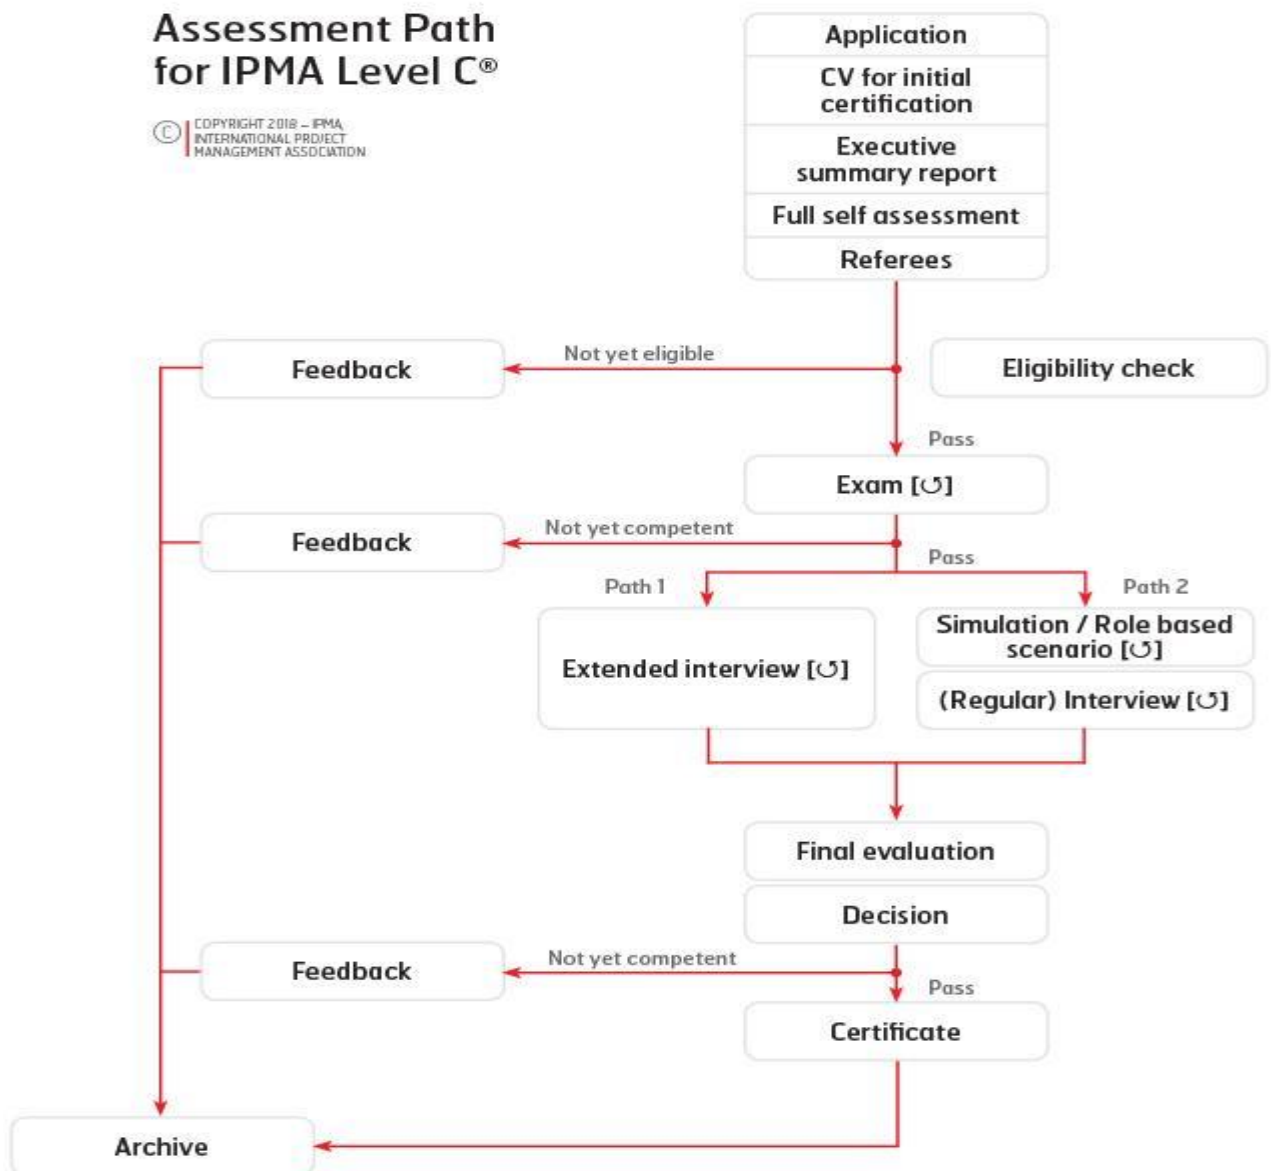 Assessment Path
for IPMA Level C®
© COPYRIGHT 2018 – IPMA,
INTERNATIONAL PROJECT
MANAGEMENT ASSOCIATION
Application
CV for initial
certification
Executive
summary report
Full self assessment
Referees
Feedback
Not yet eligible
Eligibility check
Pass
Exam [↺]
Feedback
Not yet competent
Pass
Path 1
Path 2
Extended interview [↺]
Simulation / Role based
scenario [↺]
(Regular) Interview [↺]
Final evaluation
Decision
Feedback
Not yet competent
Pass
Certificate
Archive